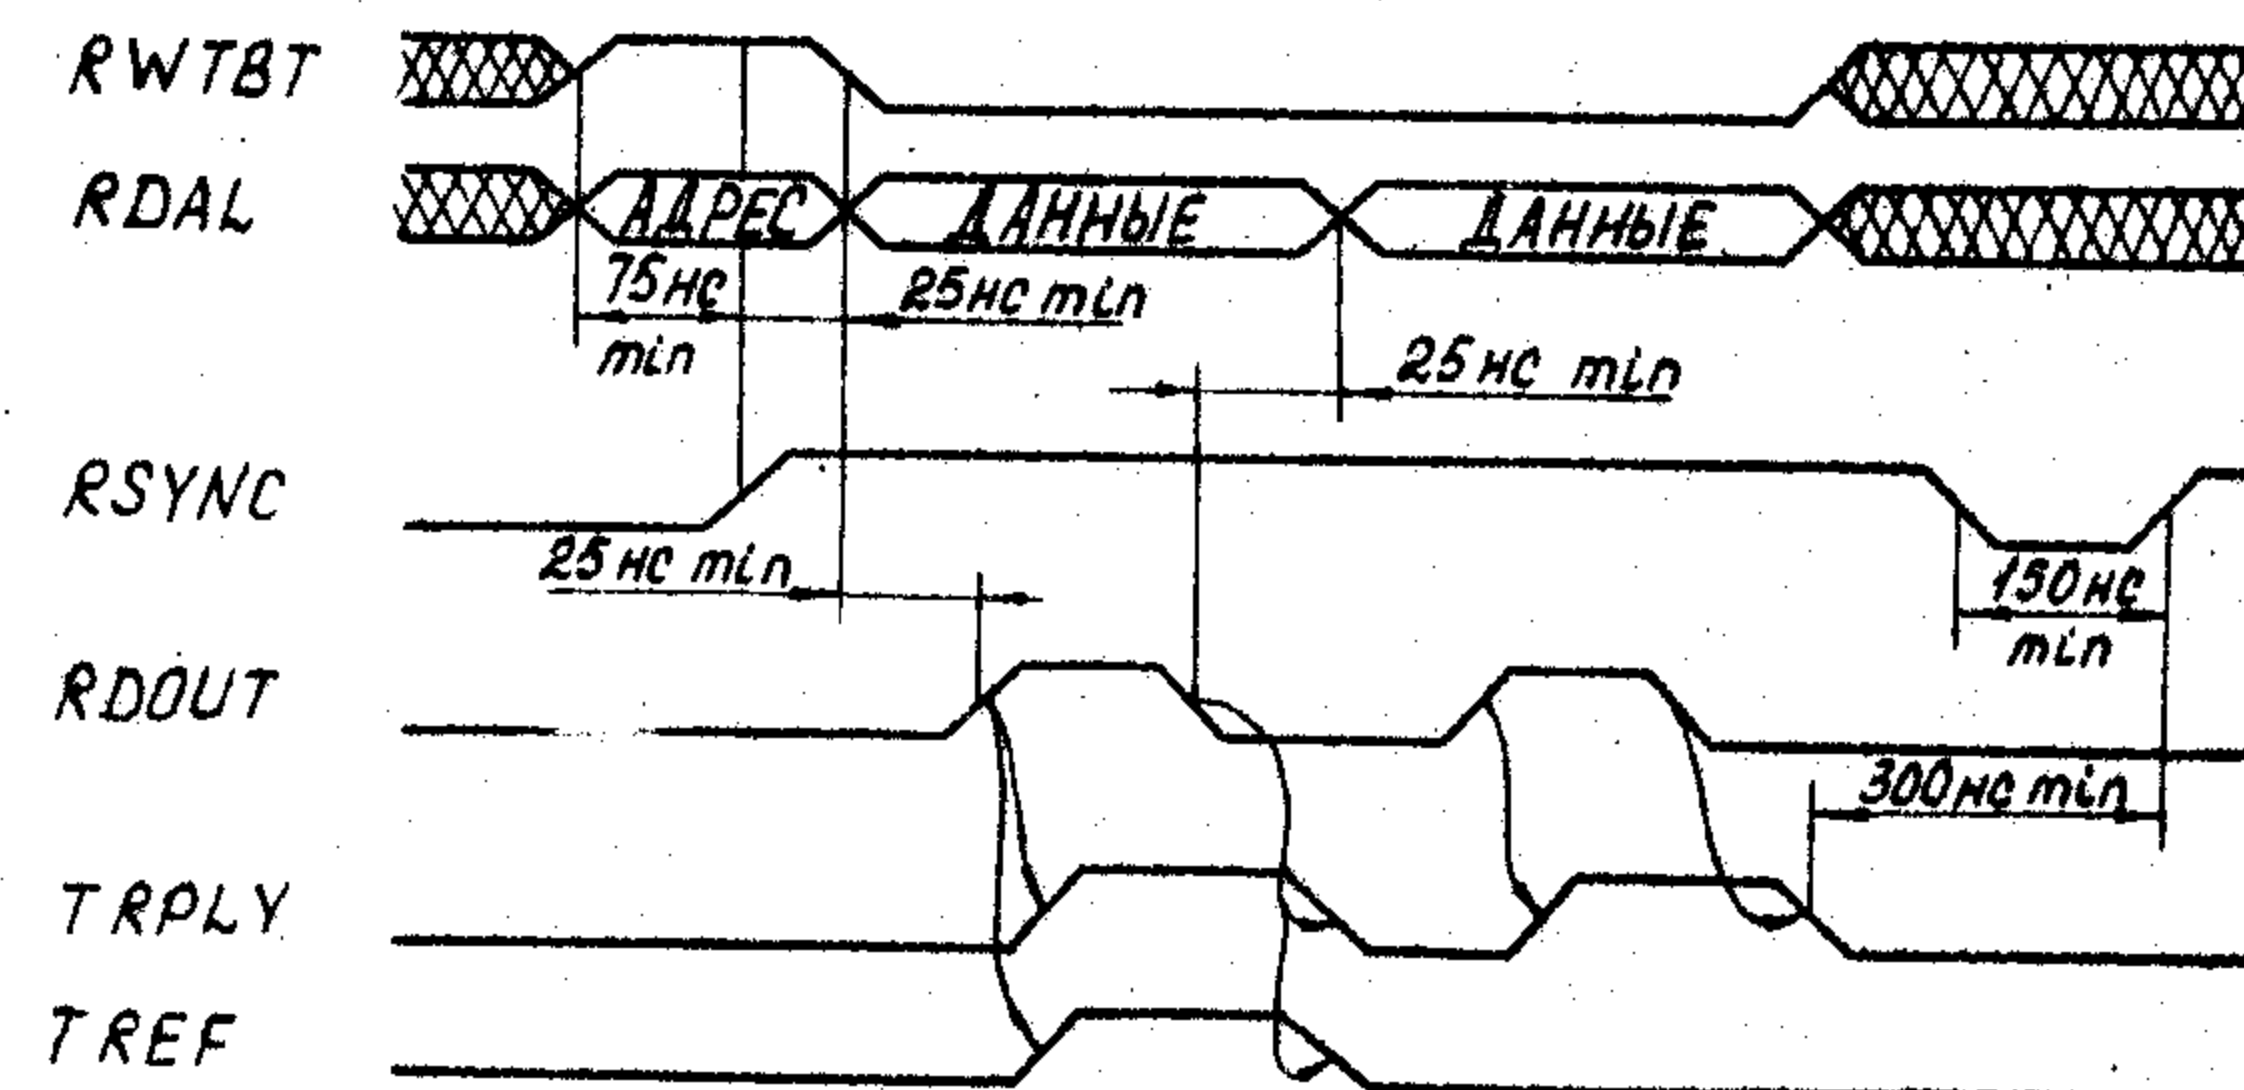 RWTBT
RDAL АДРЕС ДАННЫЕ ДАННЫЕ
75нс 25нс min
min
25нс min
RSYNC
25нс min
150нс
min
RDOUT
300нс min
TRPLY
TREF